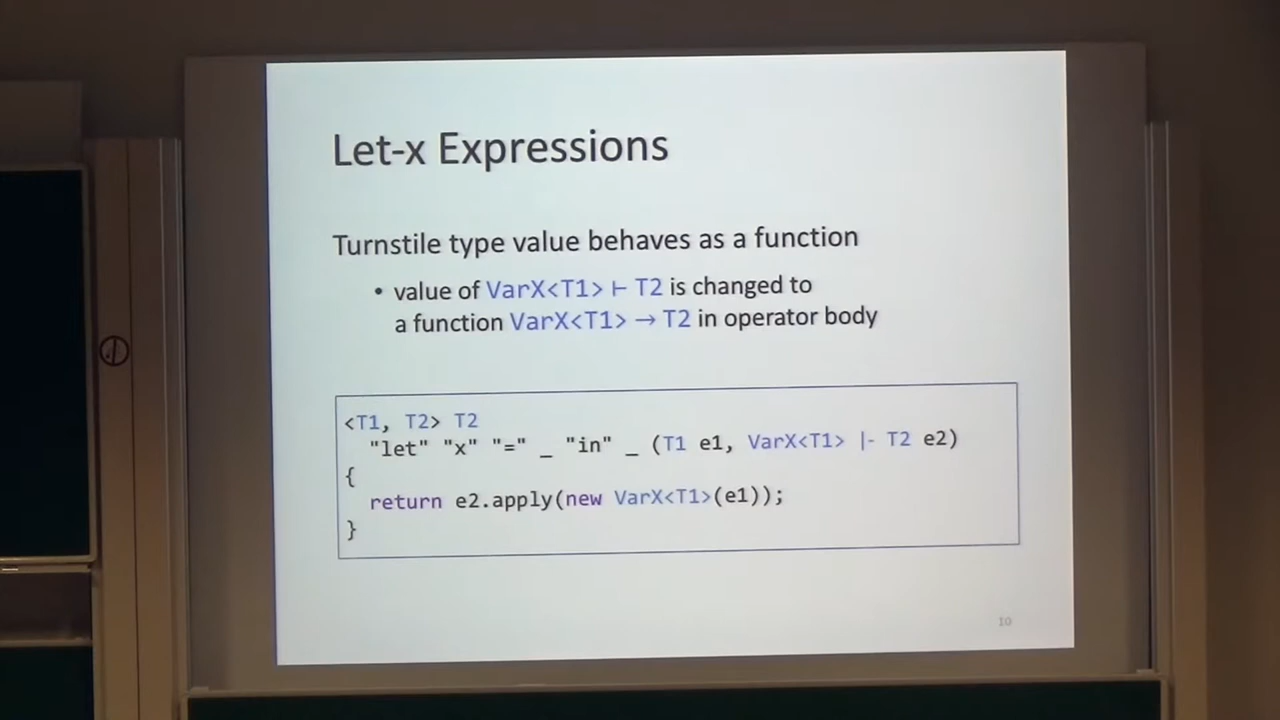 Let-x Expressions
Turnstile type value behaves as a function
• value of VarX<T1> ⊢ T2 is changed to
a function VarX<T1> → T2 in operator body
<T1, T2> T2
"let" "x" "=" _ "in" _ (T1 e1, VarX<T1> |- T2 e2)
{
return e2.apply(new VarX<T1>(e1));
}
10